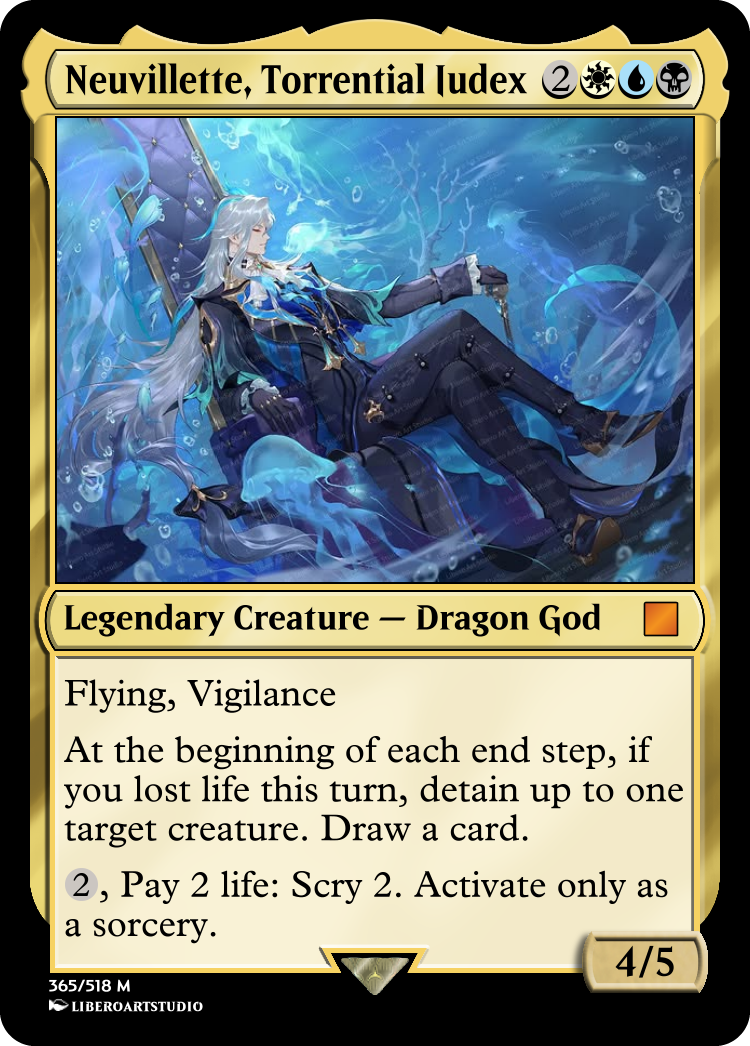 Neuvillette, Torrential Iudex 2
Legendary Creature — Dragon God
Flying, Vigilance
At the beginning of each end step, if
you lost life this turn, detain up to one
target creature. Draw a card.
2, Pay 2 life: Scry 2. Activate only as
a sorcery.
4/5
365/518 M
LIBEROARTSTUDIO